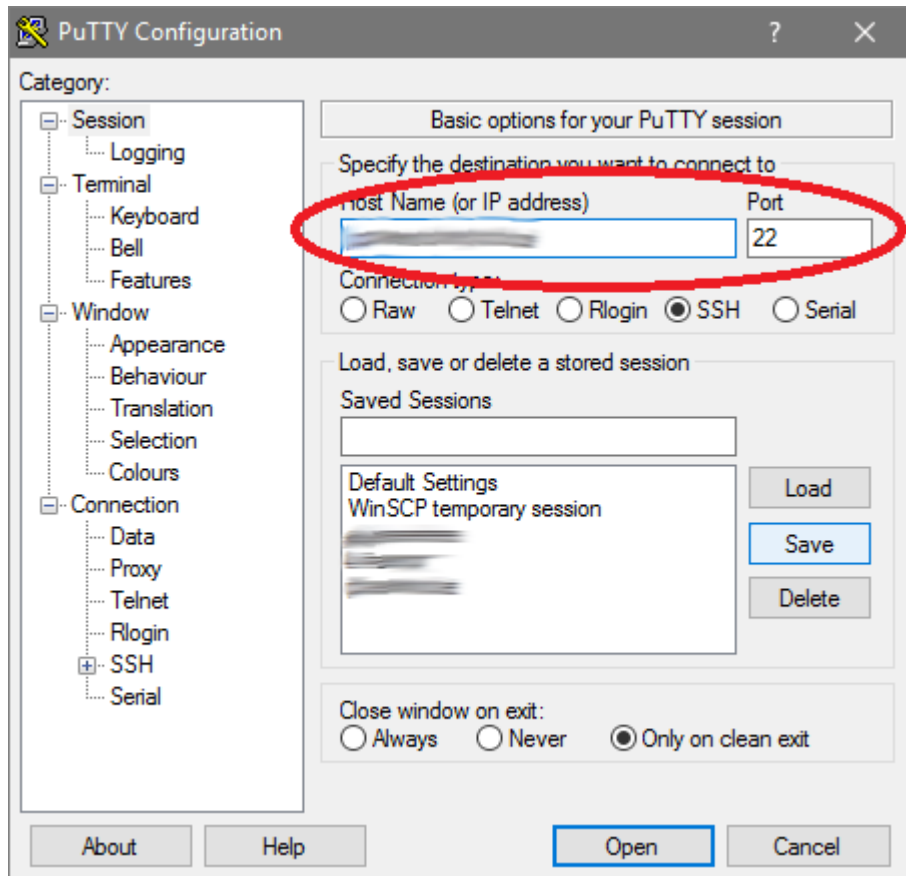 PuTTY Configuration ? ×
Category:
Session
Logging
Terminal
Keyboard
Bell
Features
Window
Appearance
Behaviour
Translation
Selection
Colours
Connection
Data
Proxy
Telnet
Rlogin
SSH
Serial
Basic options for your PuTTY session
Specify the destination you want to connect to
Host Name (or IP address) Port
22
Connection type:
Raw Telnet Rlogin SSH Serial
Load, save or delete a stored session
Saved Sessions
Default Settings
WinSCP temporary session
Load
Save
Delete
Close window on exit:
Always Never Only on clean exit
About Help Open Cancel